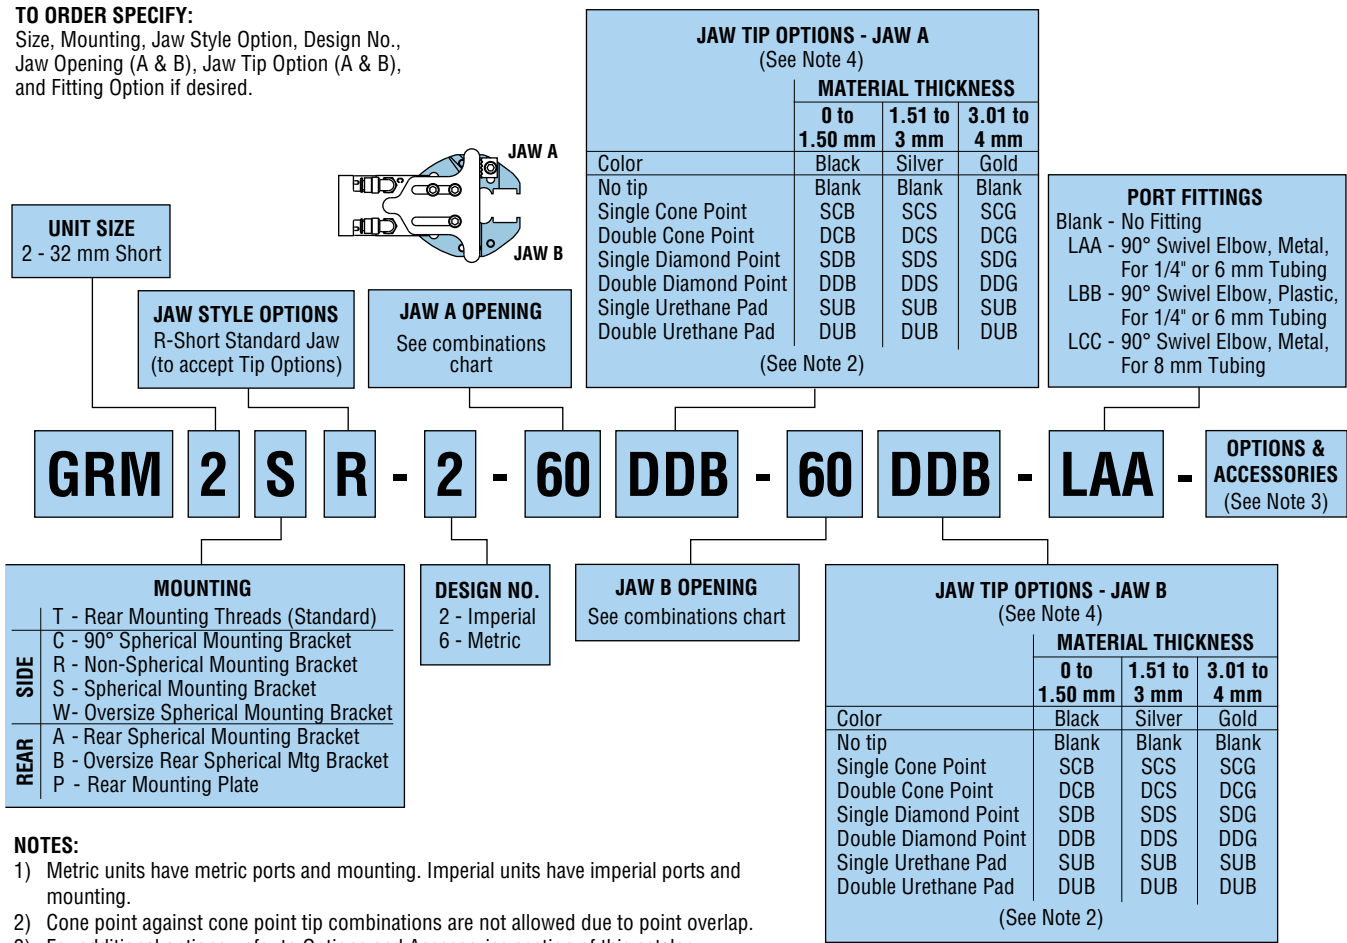 TO ORDER SPECIFY:
Size, Mounting, Jaw Style Option, Design No.,
Jaw Opening (A & B), Jaw Tip Option (A & B),
and Fitting Option if desired.
JAW A
JAW B
UNIT SIZE
2 - 32 mm Short
JAW STYLE OPTIONS
R-Short Standard Jaw
(to accept Tip Options)
JAW A OPENING
See combinations
chart
JAW TIP OPTIONS - JAW A
(See Note 4)
MATERIAL THICKNESS
0 to 1.51 to 3.01 to
1.50 mm 3 mm 4 mm
Color Black Silver Gold
No tip Blank Blank Blank
Single Cone Point SCB SCS SCG
Double Cone Point DCB DCS DCG
Single Diamond Point SDB SDS SDG
Double Diamond Point DDB DDS DDG
Single Urethane Pad SUB SUB SUB
Double Urethane Pad DUB DUB DUB
(See Note 2)
PORT FITTINGS
Blank - No Fitting
LAA - 90° Swivel Elbow, Metal,
For 1/4" or 6 mm Tubing
LBB - 90° Swivel Elbow, Plastic,
For 1/4" or 6 mm Tubing
LCC - 90° Swivel Elbow, Metal,
For 8 mm Tubing
GRM 2 S R - 2 - 60 DDB - 60 DDB - LAA -
OPTIONS &
ACCESSORIES
(See Note 3)
MOUNTING
T - Rear Mounting Threads (Standard)
SIDE
C - 90° Spherical Mounting Bracket
R - Non-Spherical Mounting Bracket
S - Spherical Mounting Bracket
W- Oversize Spherical Mounting Bracket
REAR
A - Rear Spherical Mounting Bracket
B - Oversize Rear Spherical Mtg Bracket
P - Rear Mounting Plate
DESIGN NO.
2 - Imperial
6 - Metric
JAW B OPENING
See combinations chart
JAW TIP OPTIONS - JAW B
(See Note 4)
MATERIAL THICKNESS
0 to 1.51 to 3.01 to
1.50 mm 3 mm 4 mm
Color Black Silver Gold
No tip Blank Blank Blank
Single Cone Point SCB SCS SCG
Double Cone Point DCB DCS DCG
Single Diamond Point SDB SDS SDG
Double Diamond Point DDB DDS DDG
Single Urethane Pad SUB SUB SUB
Double Urethane Pad DUB DUB DUB
(See Note 2)
NOTES:
1) Metric units have metric ports and mounting. Imperial units have imperial ports and
mounting.
2) Cone point against cone point tip combinations are not allowed due to point overlap.